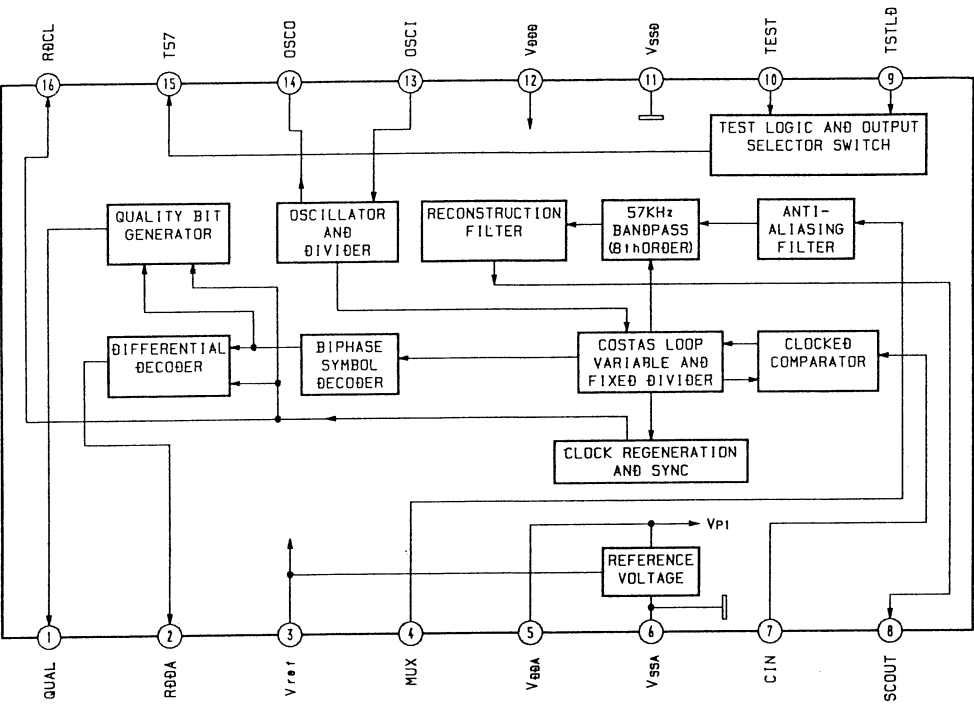 RDCL
T57
OSCO
OSCI
VDDD
VSSD
TEST
TSTLD
16
15
14
13
12
11
10
9
TEST LOGIC AND OUTPUT
SELECTOR SWITCH
QUALITY BIT
GENERATOR
OSCILLATOR
AND
DIVIDER
RECONSTRUCTION
FILTER
57KHz
BANDPASS
(8thORDER)
ANTI-
ALIASING
FILTER
DIFFERENTIAL
DECODER
BIPHASE
SYMBOL
DECODER
COSTAS LOOP
VARIABLE AND
FIXED DIVIDER
CLOCKED
COMPARATOR
CLOCK REGENERATION
AND SYNC
VP1
REFERENCE
VOLTAGE
1
2
3
4
5
6
7
8
QUAL
RDDA
Vref
MUX
VDDA
VSSA
CIN
SCOUT